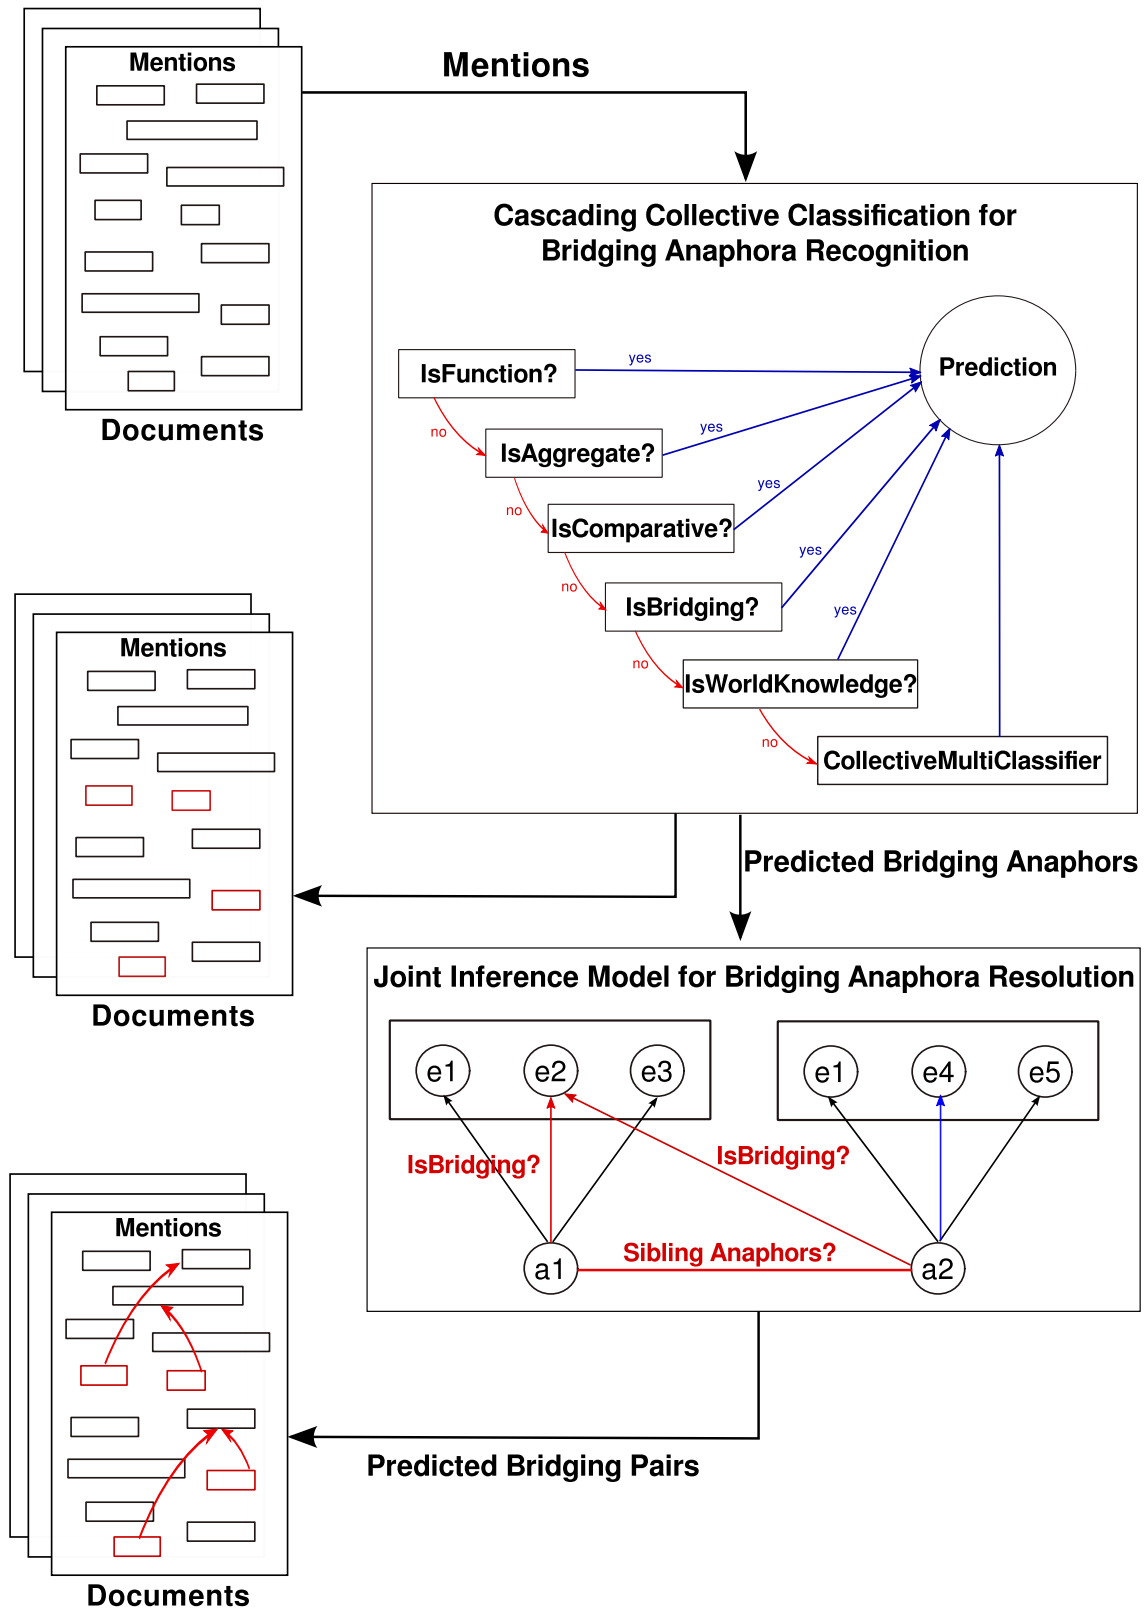 Mentions
Mentions
Documents
Cascading Collective Classification for
Bridging Anaphora Recognition
IsFunction?
yes
Prediction
no
IsAggregate?
yes
no
IsComparative?
yes
no
IsBridging?
yes
no
IsWorldKnowledge?
yes
no
CollectiveMultiClassifier
Mentions
Documents
Predicted Bridging Anaphors
Joint Inference Model for Bridging Anaphora Resolution
e1
e2
e3
e1
e4
e5
IsBridging?
IsBridging?
Sibling Anaphors?
a1
a2
Mentions
Documents
Predicted Bridging Pairs